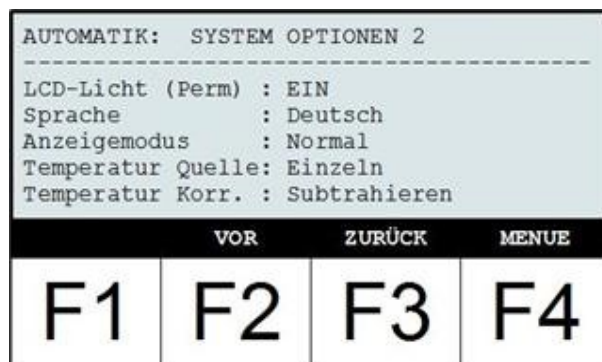 AUTOMATIK: SYSTEM OPTIONEN 2
-----------------------------------------
LCD-Licht (Perm) : EIN
Sprache : Deutsch
Anzeigemodus : Normal
Temperatur Quelle: Einzeln
Temperatur Korr. : Subtrahieren
VOR ZURÜCK MENUE
F1 F2 F3 F4